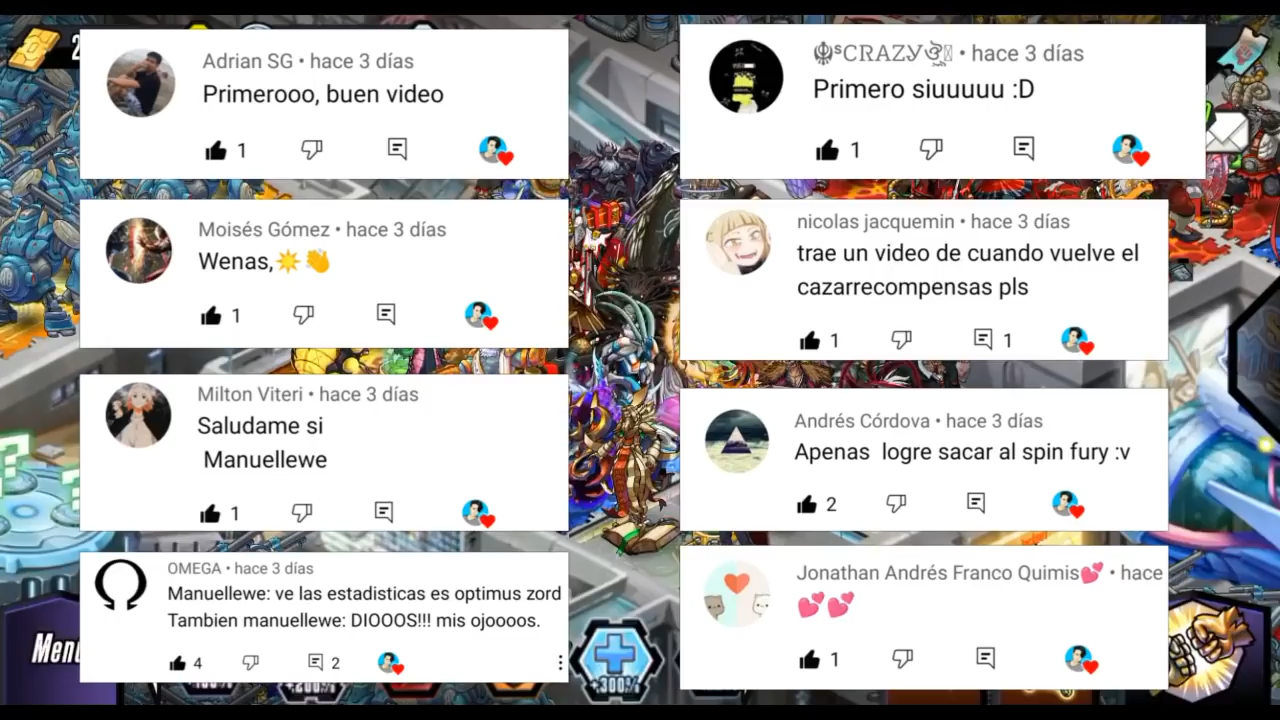 Adrian SG • hace 3 días
Primerooo, buen video
1
Moisés Gómez • hace 3 días
Wenas,💥👋
1
Milton Viteri • hace 3 días
Saludame si
Manuellewe
1
OMEGA • hace 3 días
Manuellewe: ve las estadisticas es optimus zord
Tambien manuellewe: DIOOOS!!! mis ojoooos.
4 2
CRAZY • hace 3 días
Primero siuuuuu :D
1
nicolas jacquemin • hace 3 días
trae un video de cuando vuelve el
cazarrecompensas pls
1 1
Andrés Córdova • hace 3 días
Apenas logre sacar al spin fury :v
2
Jonathan Andrés Franco Quimis💕 • hace
💕💕
1
Menu
+300%